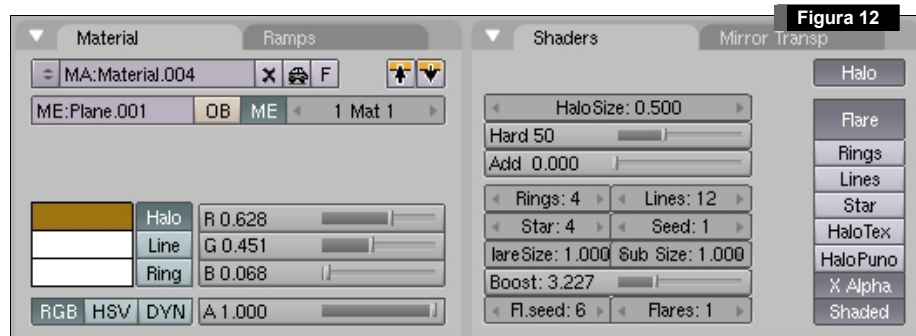 Figura 12
Material
Ramps
MA:Material.004
F
ME:Plane.001
OB
ME
1 Mat 1
Halo
R 0.628
Line
G 0.451
Ring
B 0.068
RGB
HSV
DYN
A 1.000
Shaders
Mirror Transp
HaloSize: 0.500
Hard 50
Add 0.000
Rings: 4
Lines: 12
Star: 4
Seed: 1
lareSize: 1.000
Sub Size: 1.000
Boost: 3.227
Fl.seed: 6
Flares: 1
Halo
Flare
Rings
Lines
Star
HaloTex
HaloPuno
X Alpha
Shaded